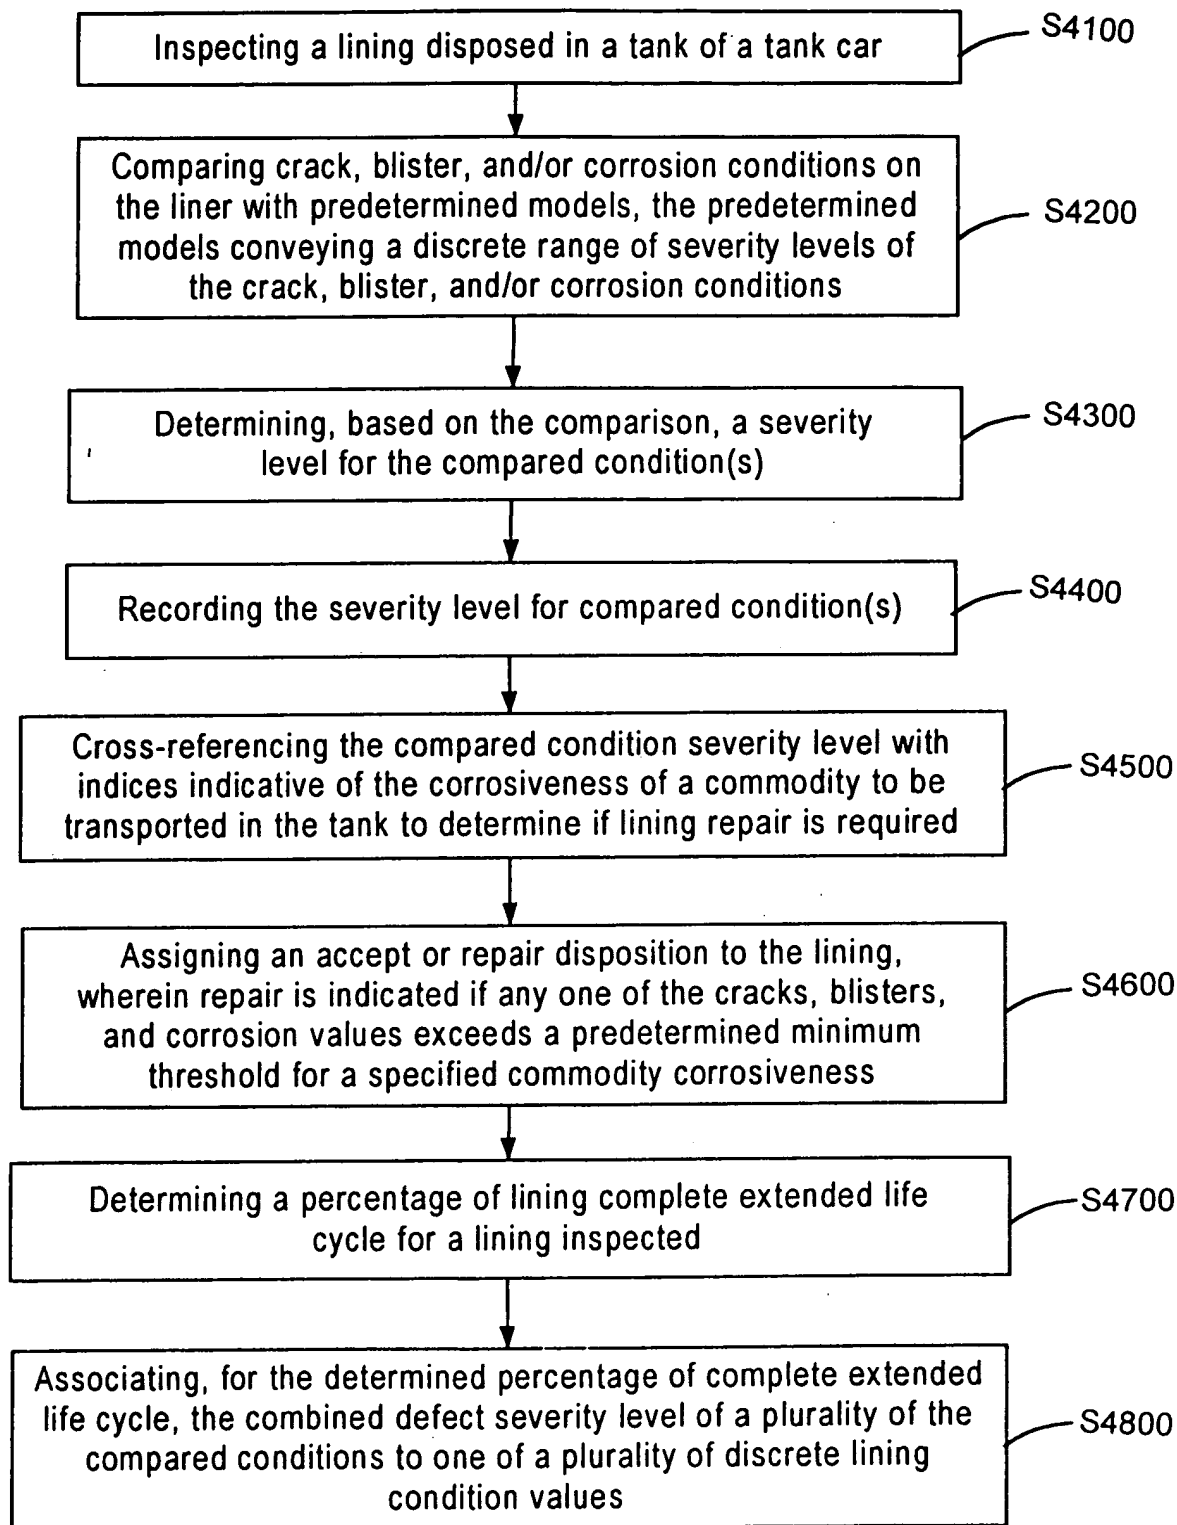 Inspecting a lining disposed in a tank of a tank car
S4100
Comparing crack, blister, and/or corrosion conditions on
the liner with predetermined models, the predetermined
models conveying a discrete range of severity levels of
the crack, blister, and/or corrosion conditions
S4200
Determining, based on the comparison, a severity
level for the compared condition(s)
S4300
Recording the severity level for compared condition(s)
S4400
Cross-referencing the compared condition severity level with
indices indicative of the corrosiveness of a commodity to be
transported in the tank to determine if lining repair is required
S4500
Assigning an accept or repair disposition to the lining,
wherein repair is indicated if any one of the cracks, blisters,
and corrosion values exceeds a predetermined minimum
threshold for a specified commodity corrosiveness
S4600
Determining a percentage of lining complete extended life
cycle for a lining inspected
S4700
Associating, for the determined percentage of complete extended
life cycle, the combined defect severity level of a plurality of the
compared conditions to one of a plurality of discrete lining
condition values
S4800